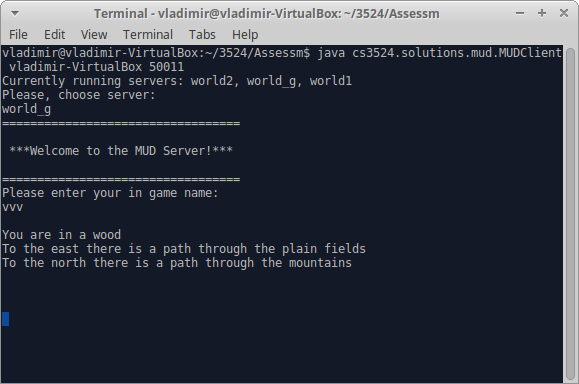 Terminal - vladimir@vladimir-VirtualBox: ~/3524/Assessm
File Edit View Terminal Tabs Help
vladimir@vladimir-VirtualBox:~/3524/Assessm$ java cs3524.solutions.mud.MUDClient
 vladimir-VirtualBox 50011
Currently running servers: world2, world_g, world1
Please, choose server:
world_g
==================================
 ***Welcome to the MUD Server!***
==================================
Please enter your in game name:
vvv
You are in a wood
To the east there is a path through the plain fields
To the north there is a path through the mountains